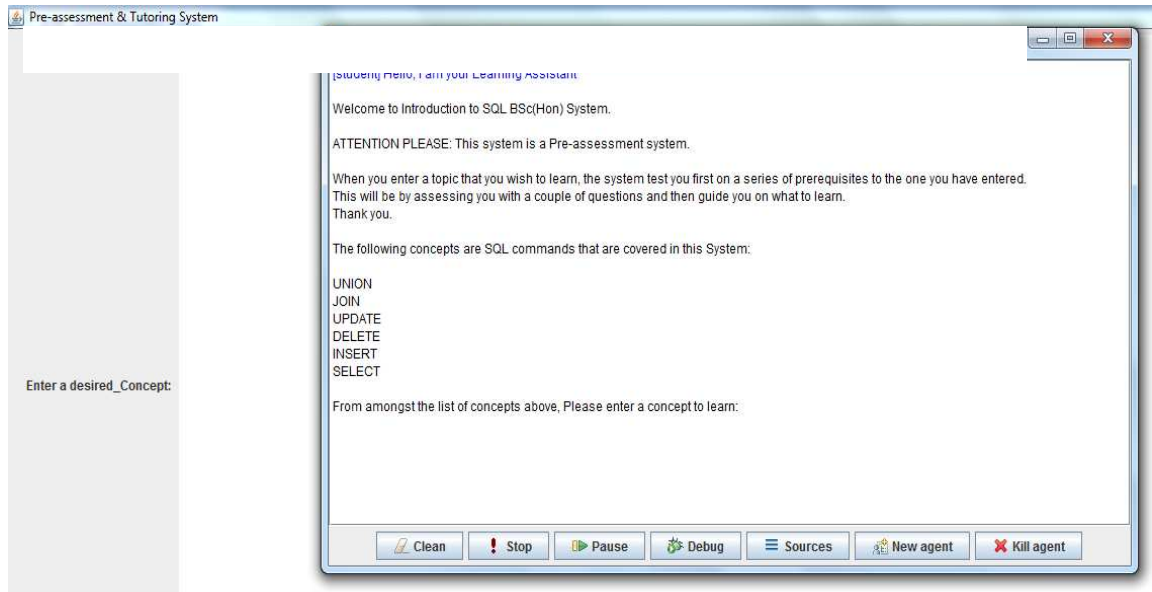 Pre-assessment & Tutoring System
[student] Hello, I am your Learning Assistant
Welcome to Introduction to SQL BSc(Hon) System.
ATTENTION PLEASE: This system is a Pre-assessment system.
When you enter a topic that you wish to learn, the system test you first on a series of prerequisites to the one you have entered.
This will be by assessing you with a couple of questions and then guide you on what to learn.
Thank you.
The following concepts are SQL commands that are covered in this System:
UNION
JOIN
UPDATE
DELETE
INSERT
SELECT
Enter a desired_Concept:
From amongst the list of concepts above, Please enter a concept to learn:
Clean
Stop
Pause
Debug
Sources
New agent
Kill agent